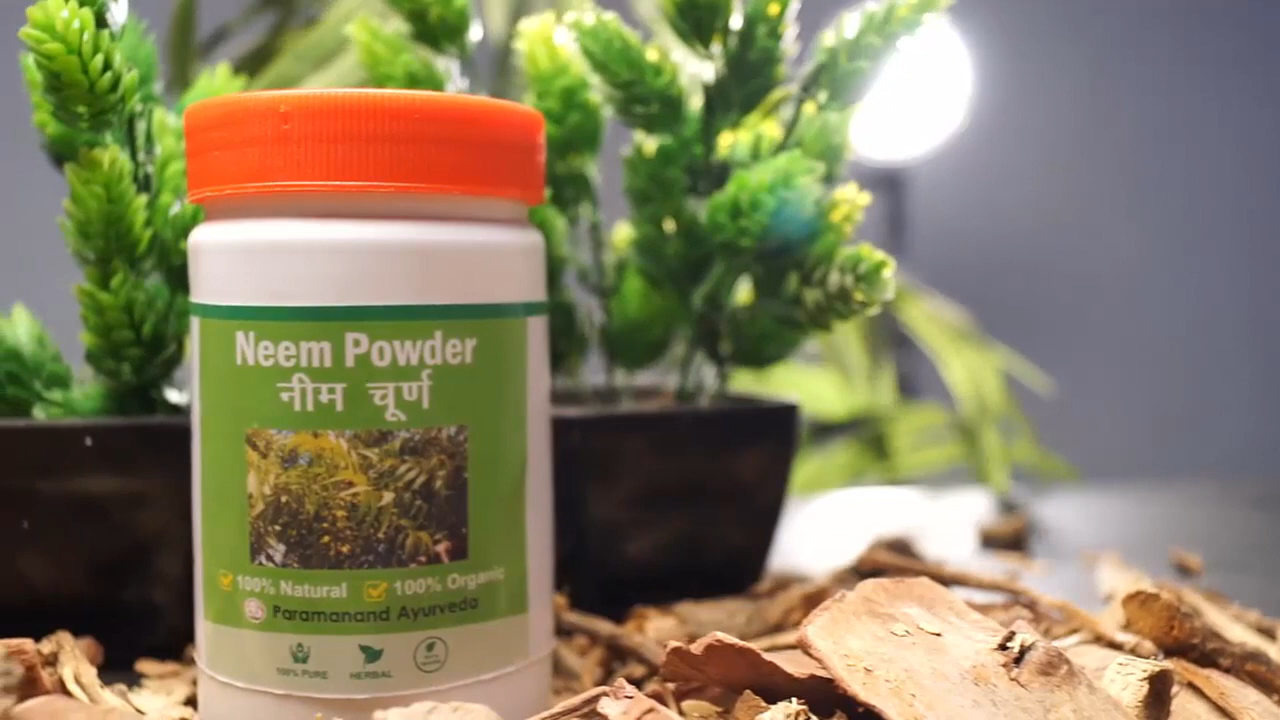 Neem Powder
नीम चूर्ण
100% Natural 100% Organic
Paramanand Ayurveda
100% PURE HERBAL